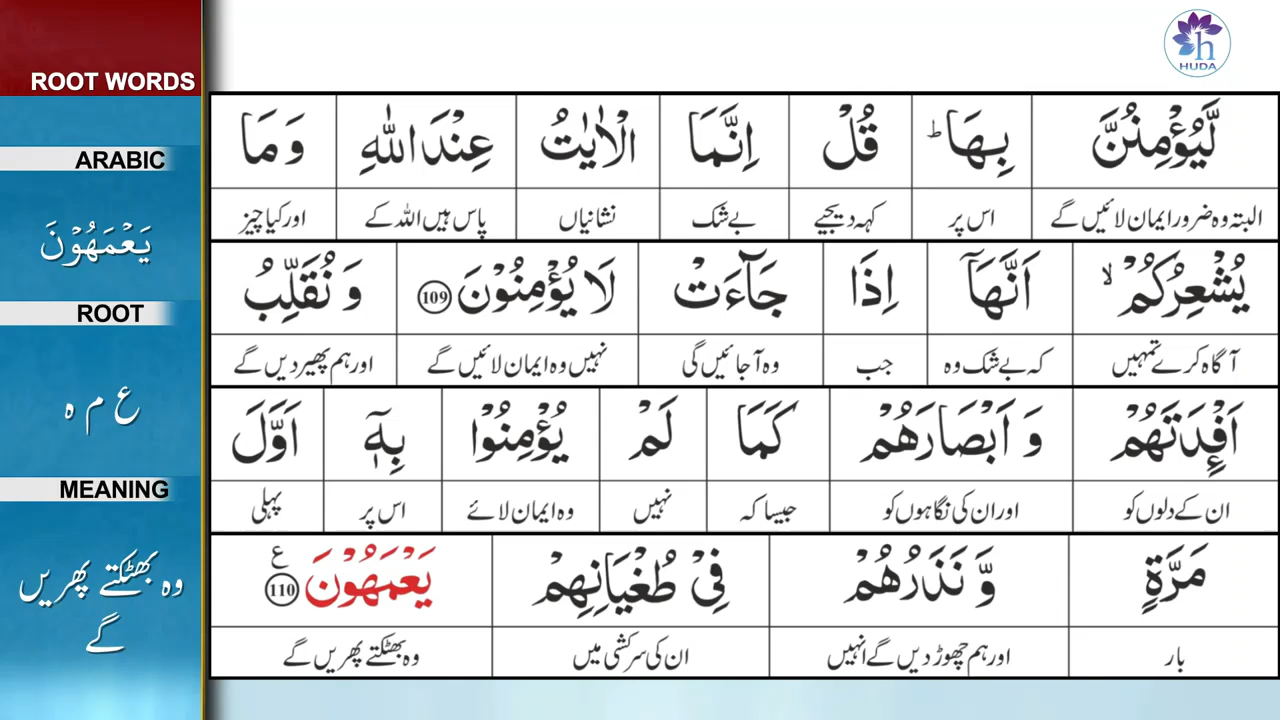 HUDA
ROOT WORDS
ARABIC
يَعْمَهُوْنَ
ROOT
ع م ہ
MEANING
وہ بھٹکتے پھریں
گے
لَّيُؤْمِنُنَّ بِهَا ؕ قُلْ اِنَّمَا الْاٰيٰتُ عِنْدَ اللّٰهِ وَ مَا
البتہ وہ ضرور ایمان لائیں گے اس پر کہہ دیجیے بے شک نشانیاں پاس ہیں اللہ کے اور کیا چیز
يُشْعِرُكُمْ ۙ اَنَّهَاۤ اِذَا جَآءَتْ لَا يُؤْمِنُوْنَ 109 وَ نُقَلِّبُ
آگاہ کرے تمہیں کہ بے شک وہ جب وہ آجائیں گی نہیں وہ ایمان لائیں گے اور ہم پھیر دیں گے
اَفْـِٕدَتَهُمْ وَ اَبْصَارَهُمْ كَمَا لَمْ يُؤْمِنُوْا بِهٖۤ اَوَّلَ
ان کے دلوں کو اور ان کی نگاہوں کو جیسا کہ نہیں وہ ایمان لائے اس پر پہلی
مَرَّةٍ وَّ نَذَرُهُمْ فِيْ طُغْيَانِهِمْ يَعْمَهُوْنَ 110 ع
بار اور ہم چھوڑ دیں گے انہیں ان کی سرکشی میں وہ بھٹکتے پھریں گے